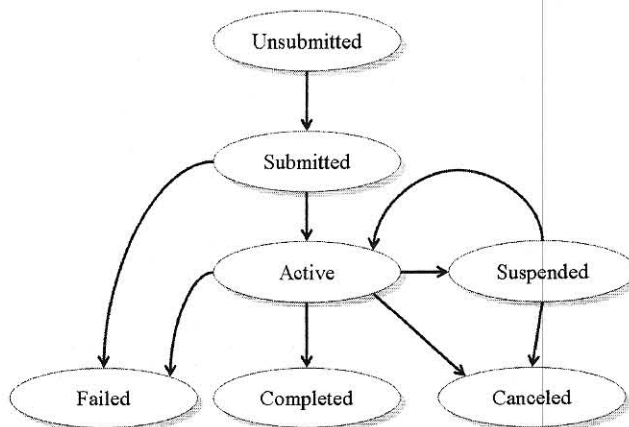 Unsubmitted
Submitted
Active
Suspended
Failed
Completed
Canceled